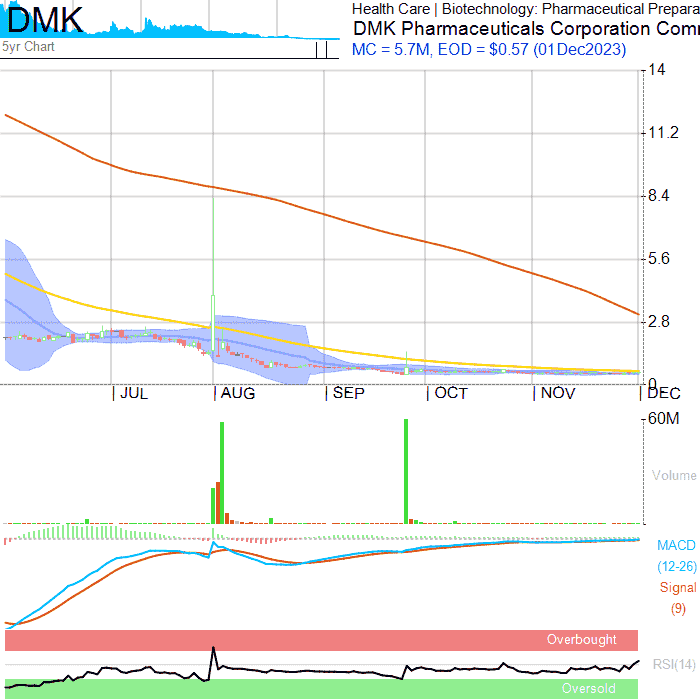 DMK
5yr Chart
Health Care | Biotechnology: Pharmaceutical Prepara
DMK Pharmaceuticals Corporation Com
MC = 5.7M, EOD = $0.57 (01Dec2023)
14
11.2
8.4
5.6
2.8
0
JUL
AUG
SEP
OCT
NOV
DEC
60M
Volume
MACD
(12-26)
Signal
(9)
Overbought
RSI(14)
Oversold